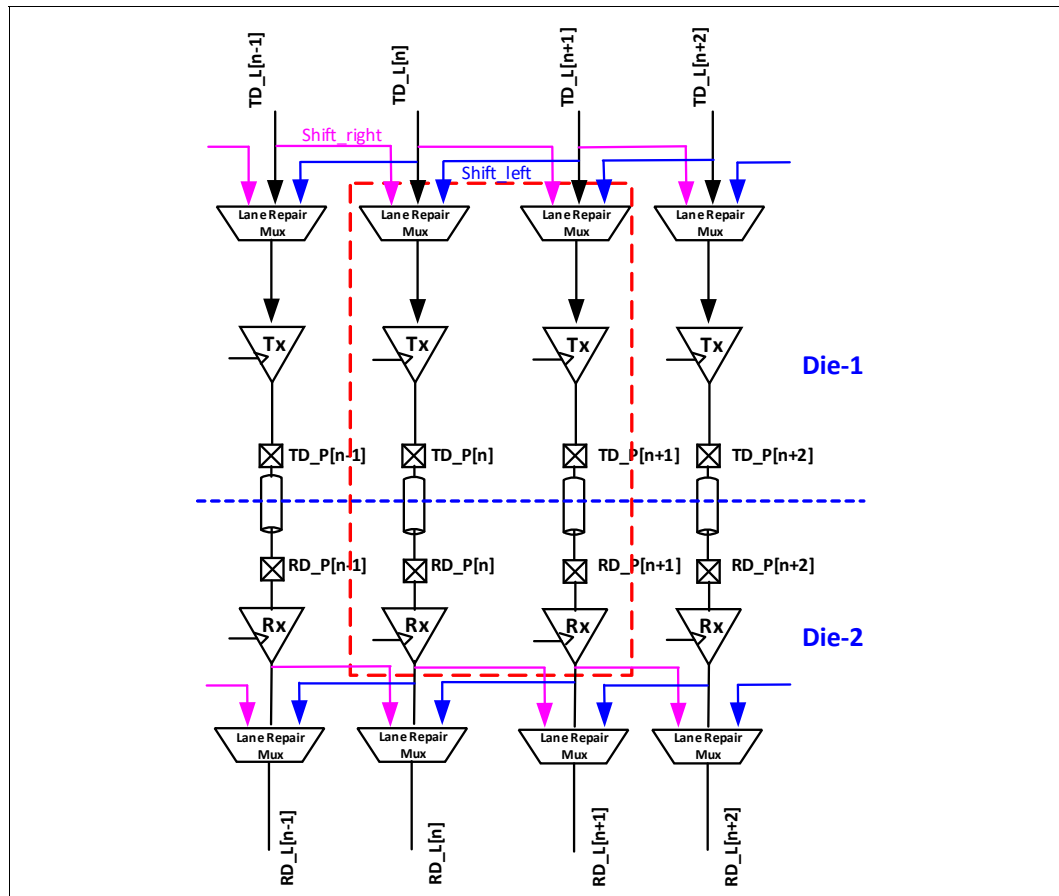 TD_L[n-1]
TD_L[n]
TD_L[n+1]
TD_L[n+2]
Shift_right
Shift_left
Lane Repair
Mux
Lane Repair
Mux
Lane Repair
Mux
Lane Repair
Mux
Tx
Tx
Tx
Tx
Die-1
TD_P[n-1]
TD_P[n]
TD_P[n+1]
TD_P[n+2]
RD_P[n-1]
RD_P[n]
RD_P[n+1]
RD_P[n+2]
Rx
Rx
Rx
Rx
Die-2
Lane Repair
Mux
Lane Repair
Mux
Lane Repair
Mux
Lane Repair
Mux
RD_L[n-1]
RD_L[n]
RD_L[n+1]
RD_L[n+2]